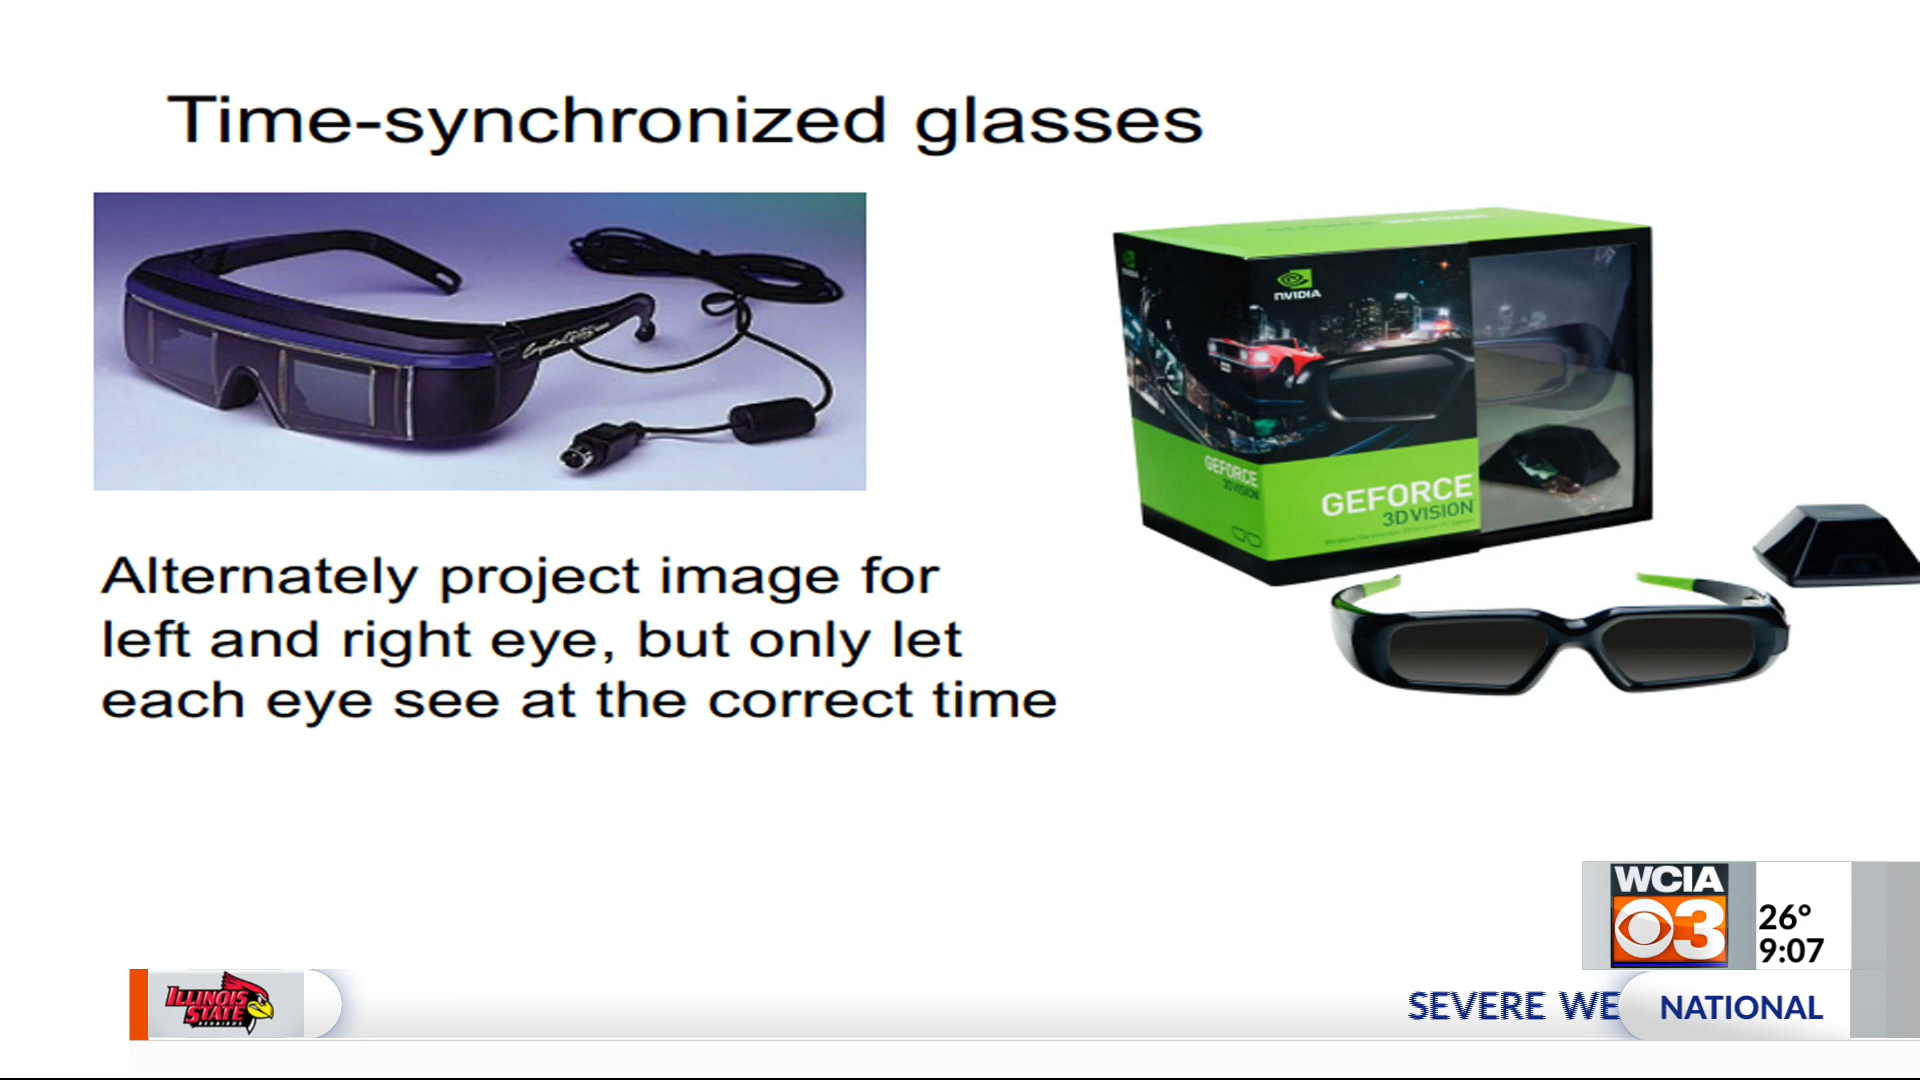 Time-synchronized glasses
NVIDIA
NVIDIA
GEFORCE
3D VISION
GEFORCE
3D VISION
Alternately project image for
left and right eye, but only let
each eye see at the correct time
WCIA
3
26°
9:07
ILLINOIS
STATE
REDBIRDS
SEVERE WE
NATIONAL